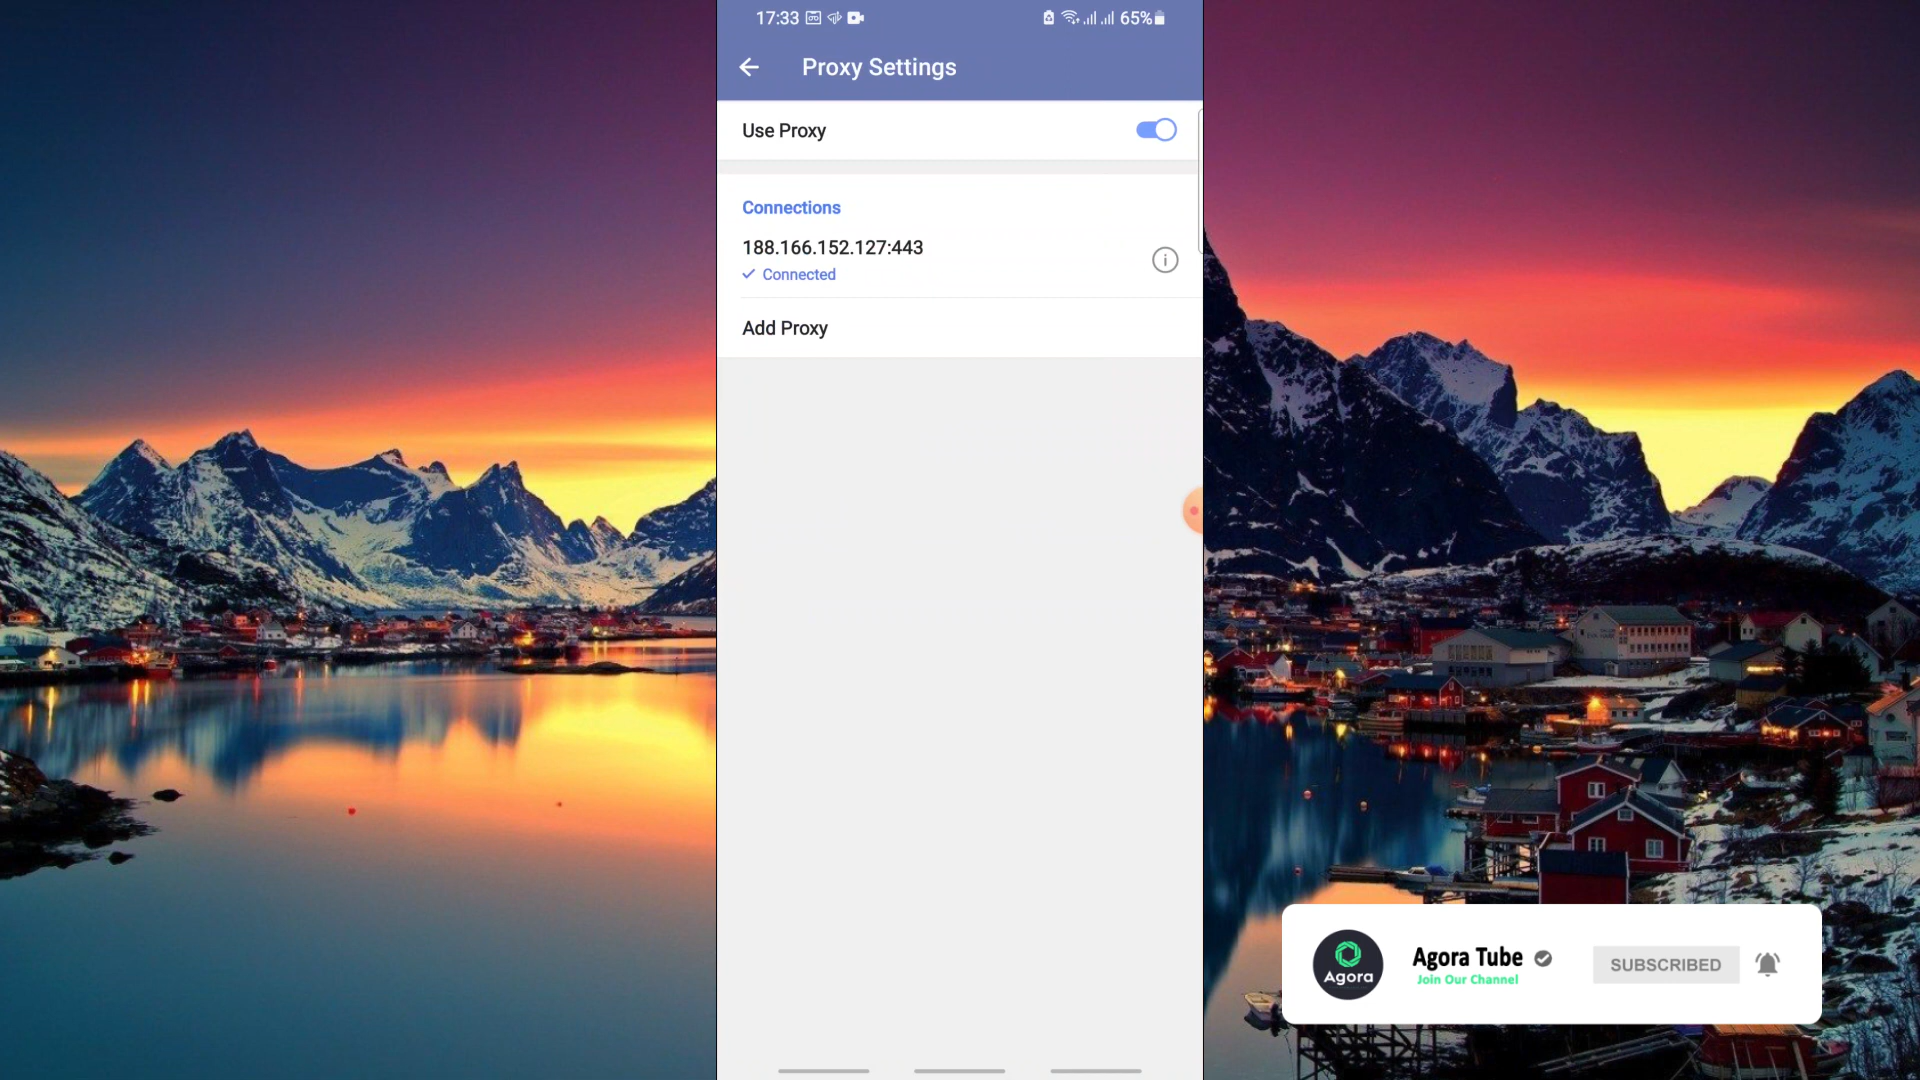 17:33
65%
Proxy Settings
Use Proxy
Connections
188.166.152.127:443
Connected
Add Proxy
Agora
Agora Tube
Join Our Channel
SUBSCRIBED